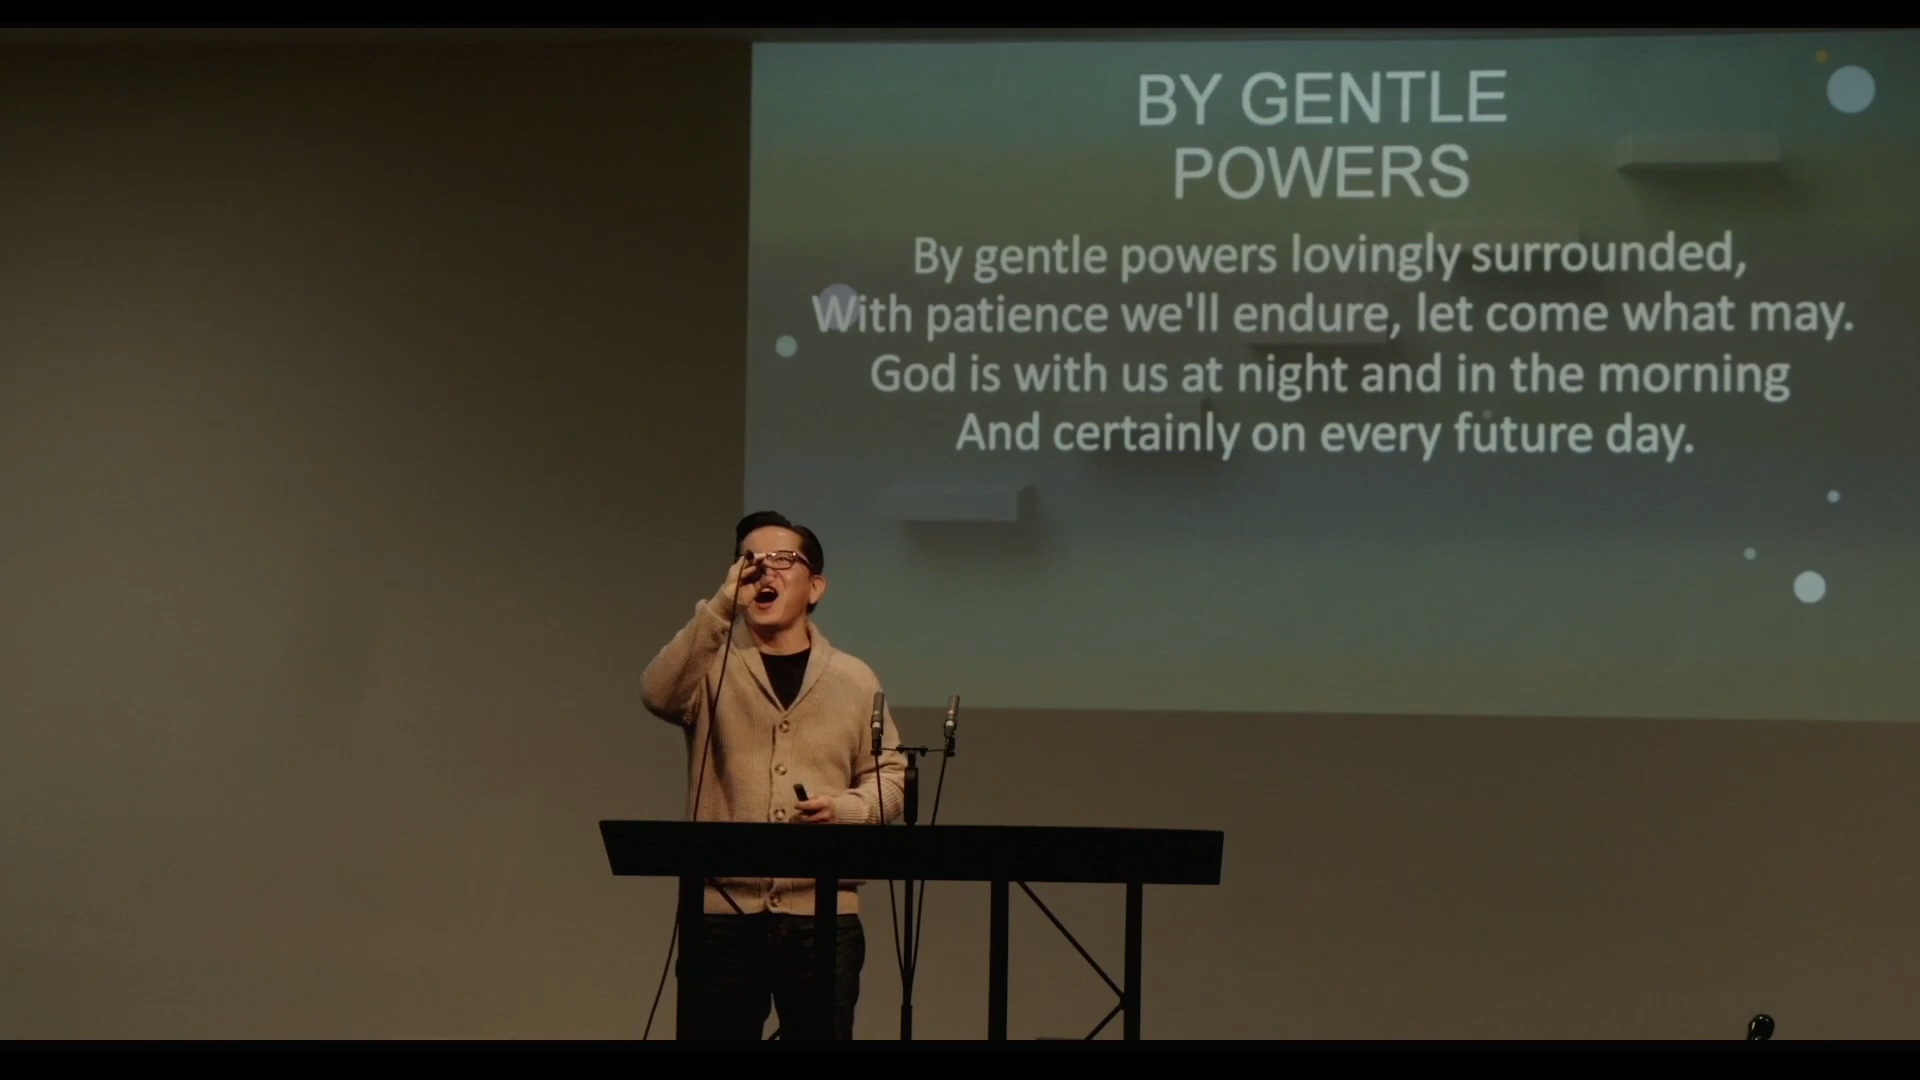 BY GENTLE
POWERS
By gentle powers lovingly surrounded,
With patience we'll endure, let come what may.
God is with us at night and in the morning
And certainly on every future day.